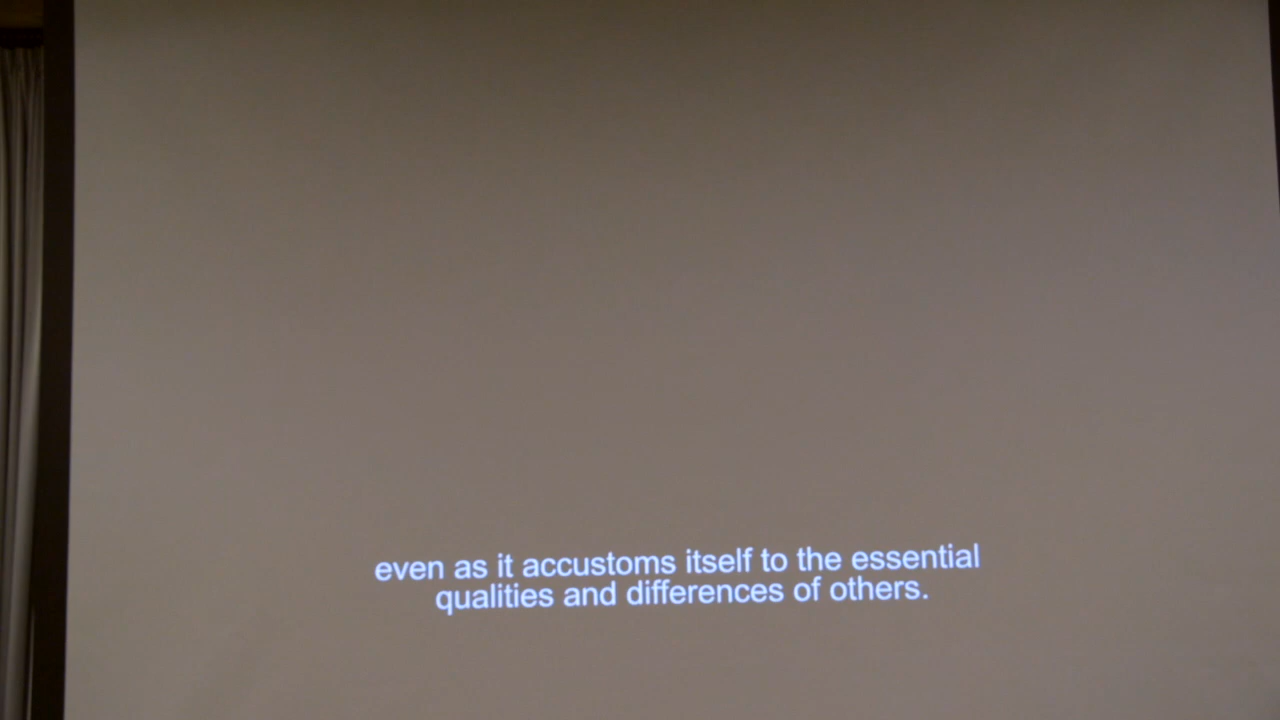 even as it accustoms itself to the essential
qualities and differences of others.